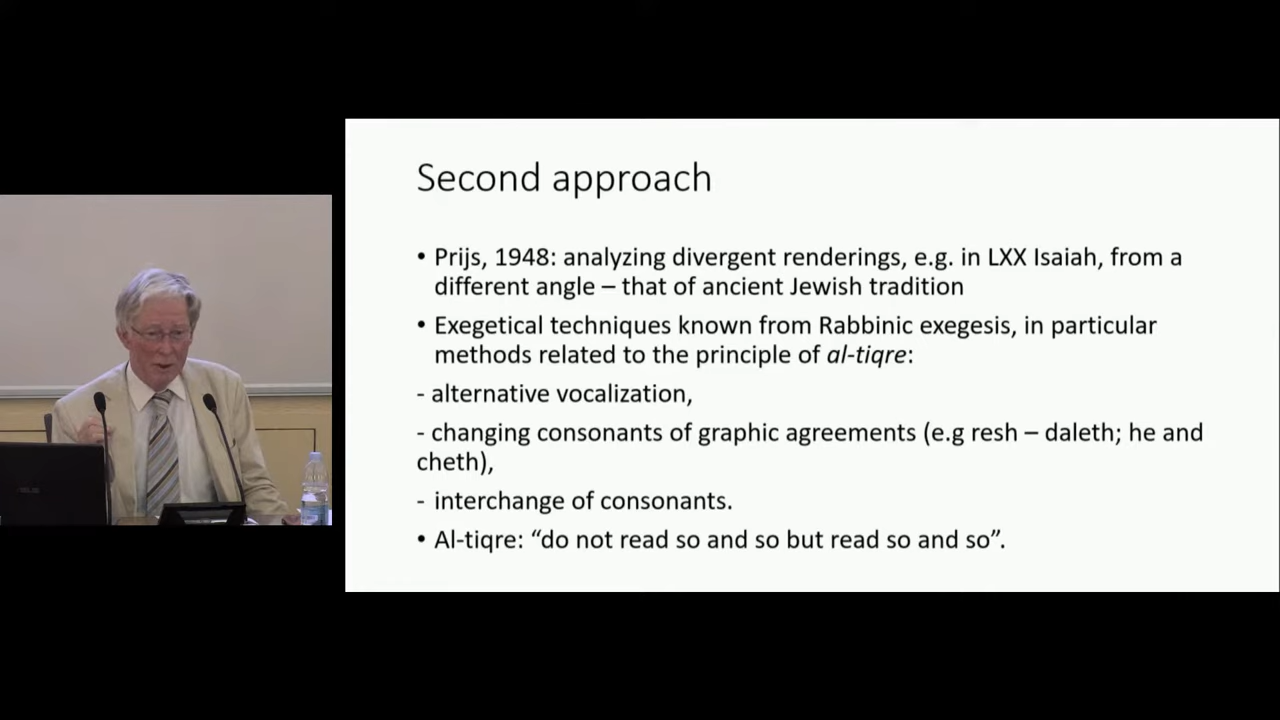 Second approach
• Prijs, 1948: analyzing divergent renderings, e.g. in LXX Isaiah, from a
different angle – that of ancient Jewish tradition
• Exegetical techniques known from Rabbinic exegesis, in particular
methods related to the principle of al-tiqre:
- alternative vocalization,
- changing consonants of graphic agreements (e.g resh – daleth; he and
cheth),
- interchange of consonants.
• Al-tiqre: “do not read so and so but read so and so”.